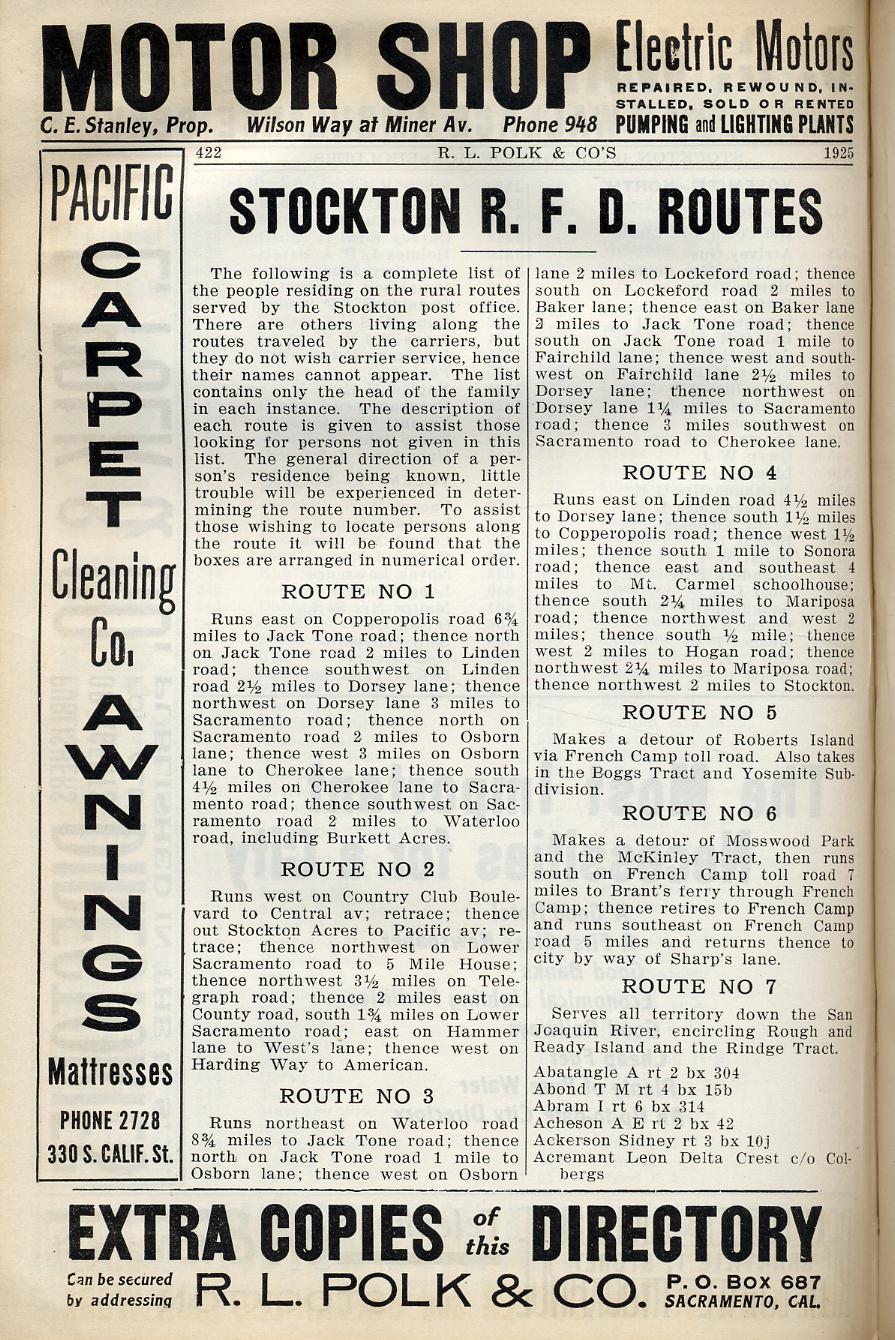 MOTOR SHOP
Electric Motors
REPAIRED, REWOUND, IN-
STALLED, SOLD OR RENTED
PUMPING and LIGHTING PLANTS
C. E. Stanley, Prop. Wilson Way at Miner Av. Phone 948
422 R. L. POLK & CO'S 1925
PACIFIC
CARPET
Cleaning
Co.
AWNINGS
Mattresses
PHONE 2728
330 S. CALIF. St.
STOCKTON R. F. D. ROUTES
The following is a complete list of
the people residing on the rural routes
served by the Stockton post office.
There are others living along the
routes traveled by the carriers, but
they do not wish carrier service, hence
their names cannot appear. The list
contains only the head of the family
in each instance. The description of
each route is given to assist those
looking for persons not given in this
list. The general direction of a per-
son's residence being known, little
trouble will be experienced in deter-
mining the route number. To assist
those wishing to locate persons along
the route it will be found that the
boxes are arranged in numerical order.
ROUTE NO 1
Runs east on Copperopolis road 6¾
miles to Jack Tone road; thence north
on Jack Tone road 2 miles to Linden
road; thence southwest on Linden
road 2½ miles to Dorsey lane; thence
northwest on Dorsey lane 3 miles to
Sacramento road; thence north on
Sacramento road 2 miles to Osborn
lane; thence west 3 miles on Osborn
lane to Cherokee lane; thence south
4½ miles on Cherokee lane to Sacra-
mento road; thence southwest on Sac-
ramento road 2 miles to Waterloo
road, including Burkett Acres.
ROUTE NO 2
Runs west on Country Club Boule-
vard to Central av; retrace; thence
out Stockton Acres to Pacific av; re-
trace; thence northwest on Lower
Sacramento road to 5 Mile House;
thence northwest 3½ miles on Tele-
graph road; thence 2 miles east on
County road, south 1¾ miles on Lower
Sacramento road; east on Hammer
lane to West's lane; thence west on
Harding Way to American.
ROUTE NO 3
Runs northeast on Waterloo road
8¾ miles to Jack Tone road; thence
north on Jack Tone road 1 mile to
Osborn lane; thence west on Osborn
lane 2 miles to Lockeford road; thence
south on Lockeford road 2 miles to
Baker lane; thence east on Baker lane
2 miles to Jack Tone road; thence
south on Jack Tone road 1 mile to
Fairchild lane; thence west and south-
west on Fairchild lane 2½ miles to
Dorsey lane; thence northwest on
Dorsey lane 1¼ miles to Sacramento
road; thence 3 miles southwest on
Sacramento road to Cherokee lane.
ROUTE NO 4
Runs east on Linden road 4½ miles
to Dorsey lane; thence south 1½ miles
to Copperopolis road; thence west 1½
miles; thence south 1 mile to Sonora
road; thence east and southeast 4
miles to Mt. Carmel schoolhouse;
thence south 2¼ miles to Mariposa
road; thence northwest and west 2
miles; thence south ½ mile; thence
west 2 miles to Hogan road; thence
northwest 2¼ miles to Mariposa road;
thence northwest 2 miles to Stockton.
ROUTE NO 5
Makes a detour of Roberts Island
via French Camp toll road. Also takes
in the Boggs Tract and Yosemite Sub-
division.
ROUTE NO 6
Makes a detour of Mosswood Park
and the McKinley Tract, then runs
south on French Camp toll road 7
miles to Brant's ferry through French
Camp; thence retires to French Camp
and runs southeast on French Camp
road 5 miles and returns thence to
city by way of Sharp's lane.
ROUTE NO 7
Serves all territory down the San
Joaquin River, encircling Rough and
Ready Island and the Rindge Tract.
Abatangle A rt 2 bx 304
Abond T M rt 4 bx 15b
Abram I rt 6 bx 314
Acheson A E rt 2 bx 42
Ackerson Sidney rt 3 bx 10j
Acremant Leon Delta Crest c/o Col-
bergs
EXTRA COPIES of this DIRECTORY
Can be secured
by addressing
R. L. POLK & CO.
P. O. BOX 687
SACRAMENTO, CAL.